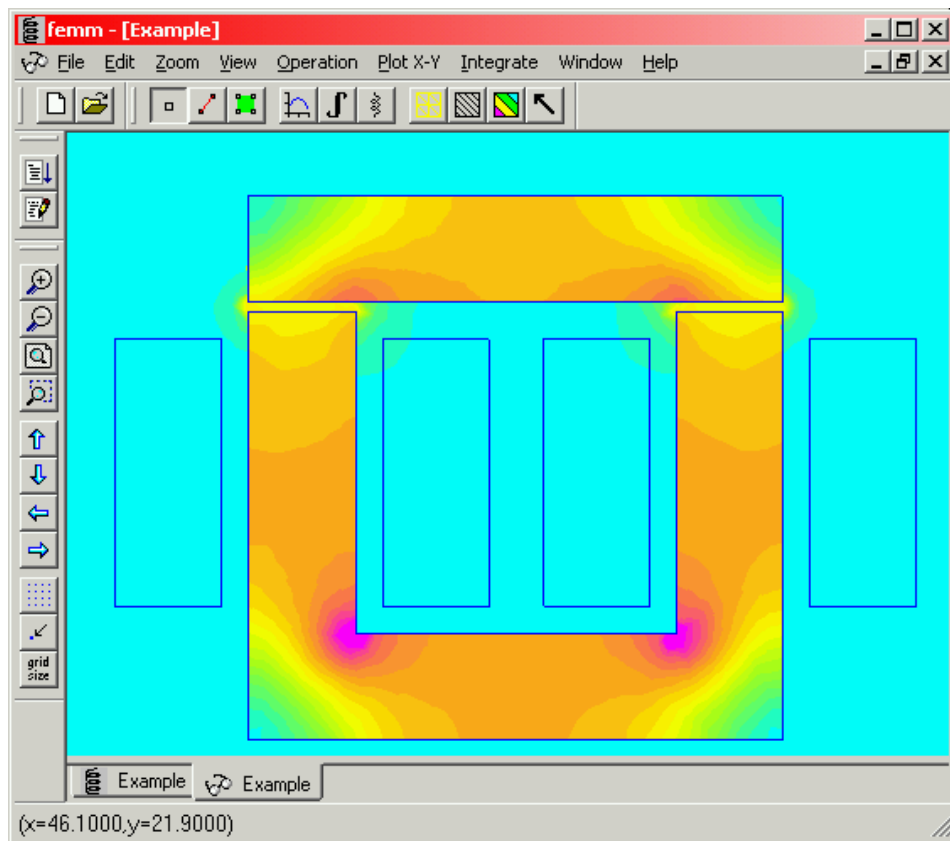 femm - [Example]
File Edit Zoom View Operation Plot X-Y Integrate Window Help
grid
size
Example Example
(x=46.1000,y=21.9000)